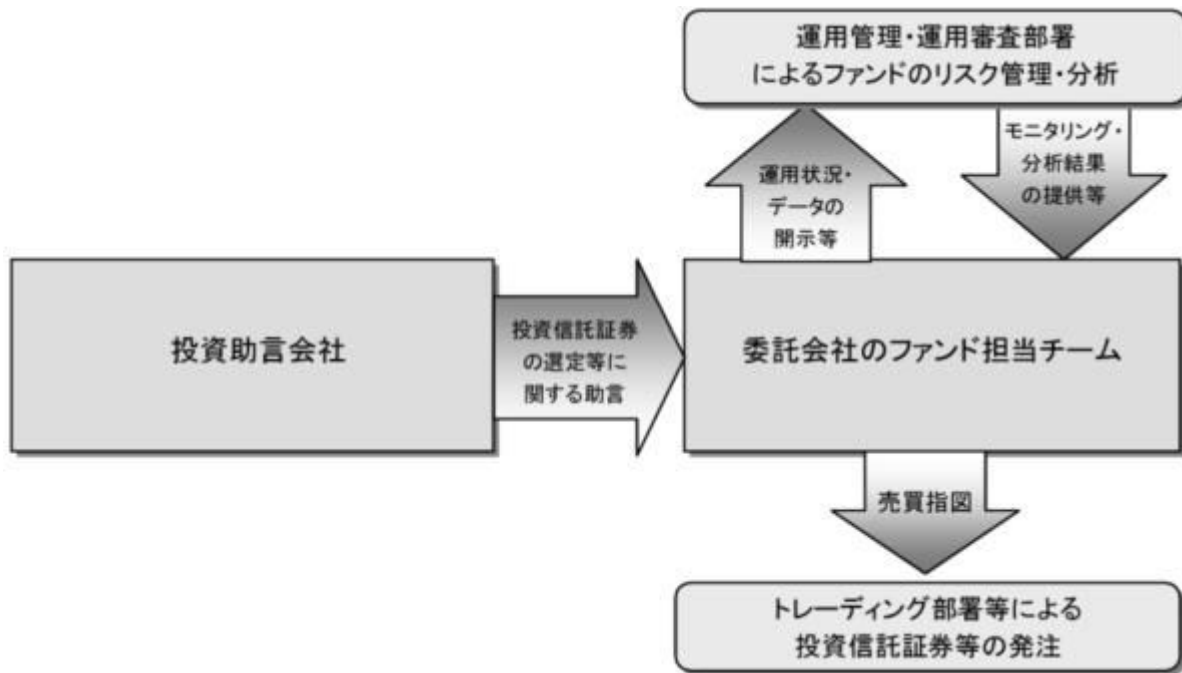 運用管理・運用審査部署
によるファンドのリスク管理・分析
運用状況・
データの
開示等
モニタリング・
分析結果
の提供等
投資助言会社
投資信託証券
の選定等に
関する助言
委託会社のファンド担当チーム
売買指図
トレーディング部署等による
投資信託証券等の発注